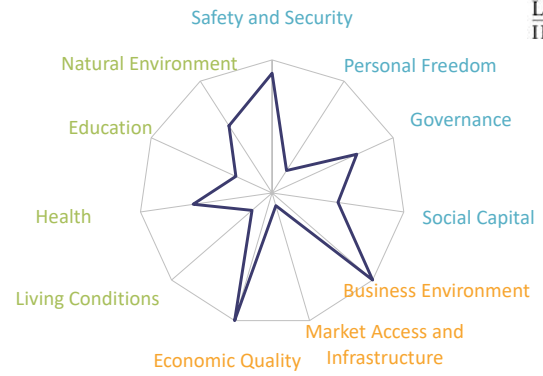 Safety and Security
Natural Environment
Personal Freedom
Education
Governance
Health
Social Capital
Living Conditions
Business Environment
Economic Quality
Market Access and
Infrastructure